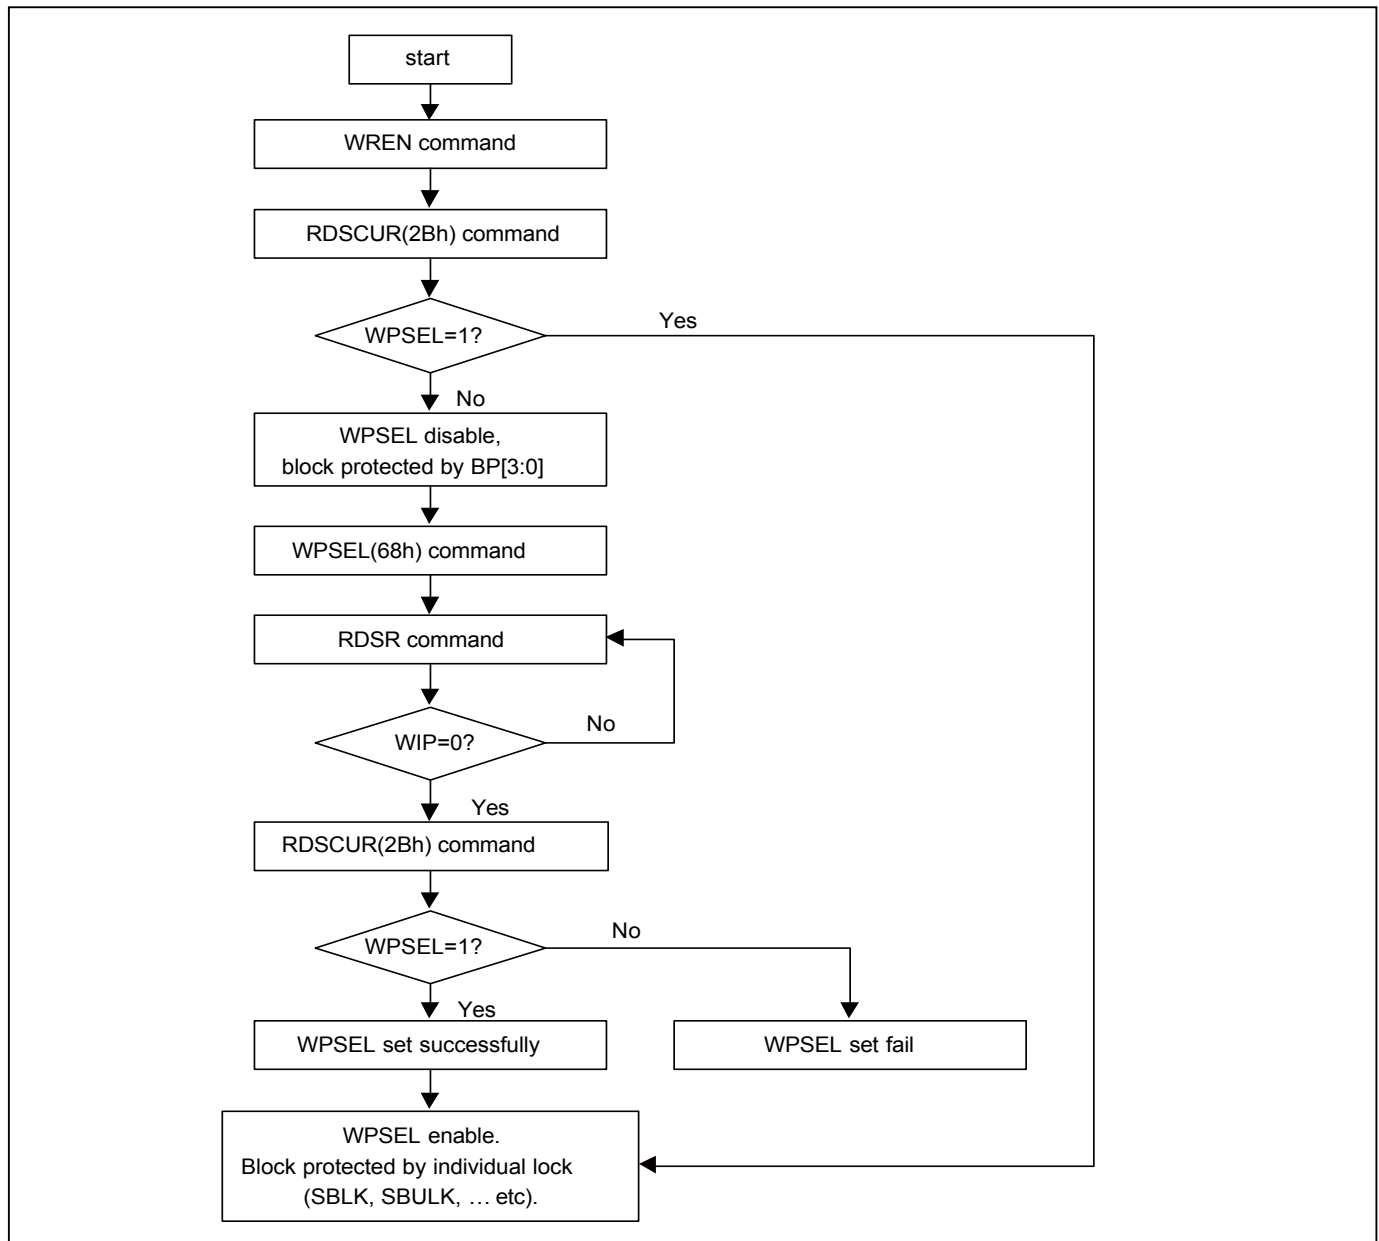 start
WREN command
RDSCUR(2Bh) command
WPSEL=1?
Yes
No
WPSEL disable,
block protected by BP[3:0]
WPSEL(68h) command
RDSR command
WIP=0?
No
Yes
RDSCUR(2Bh) command
WPSEL=1?
No
Yes
WPSEL set successfully
WPSEL set fail
WPSEL enable.
Block protected by individual lock
(SBLK, SBULK, … etc).